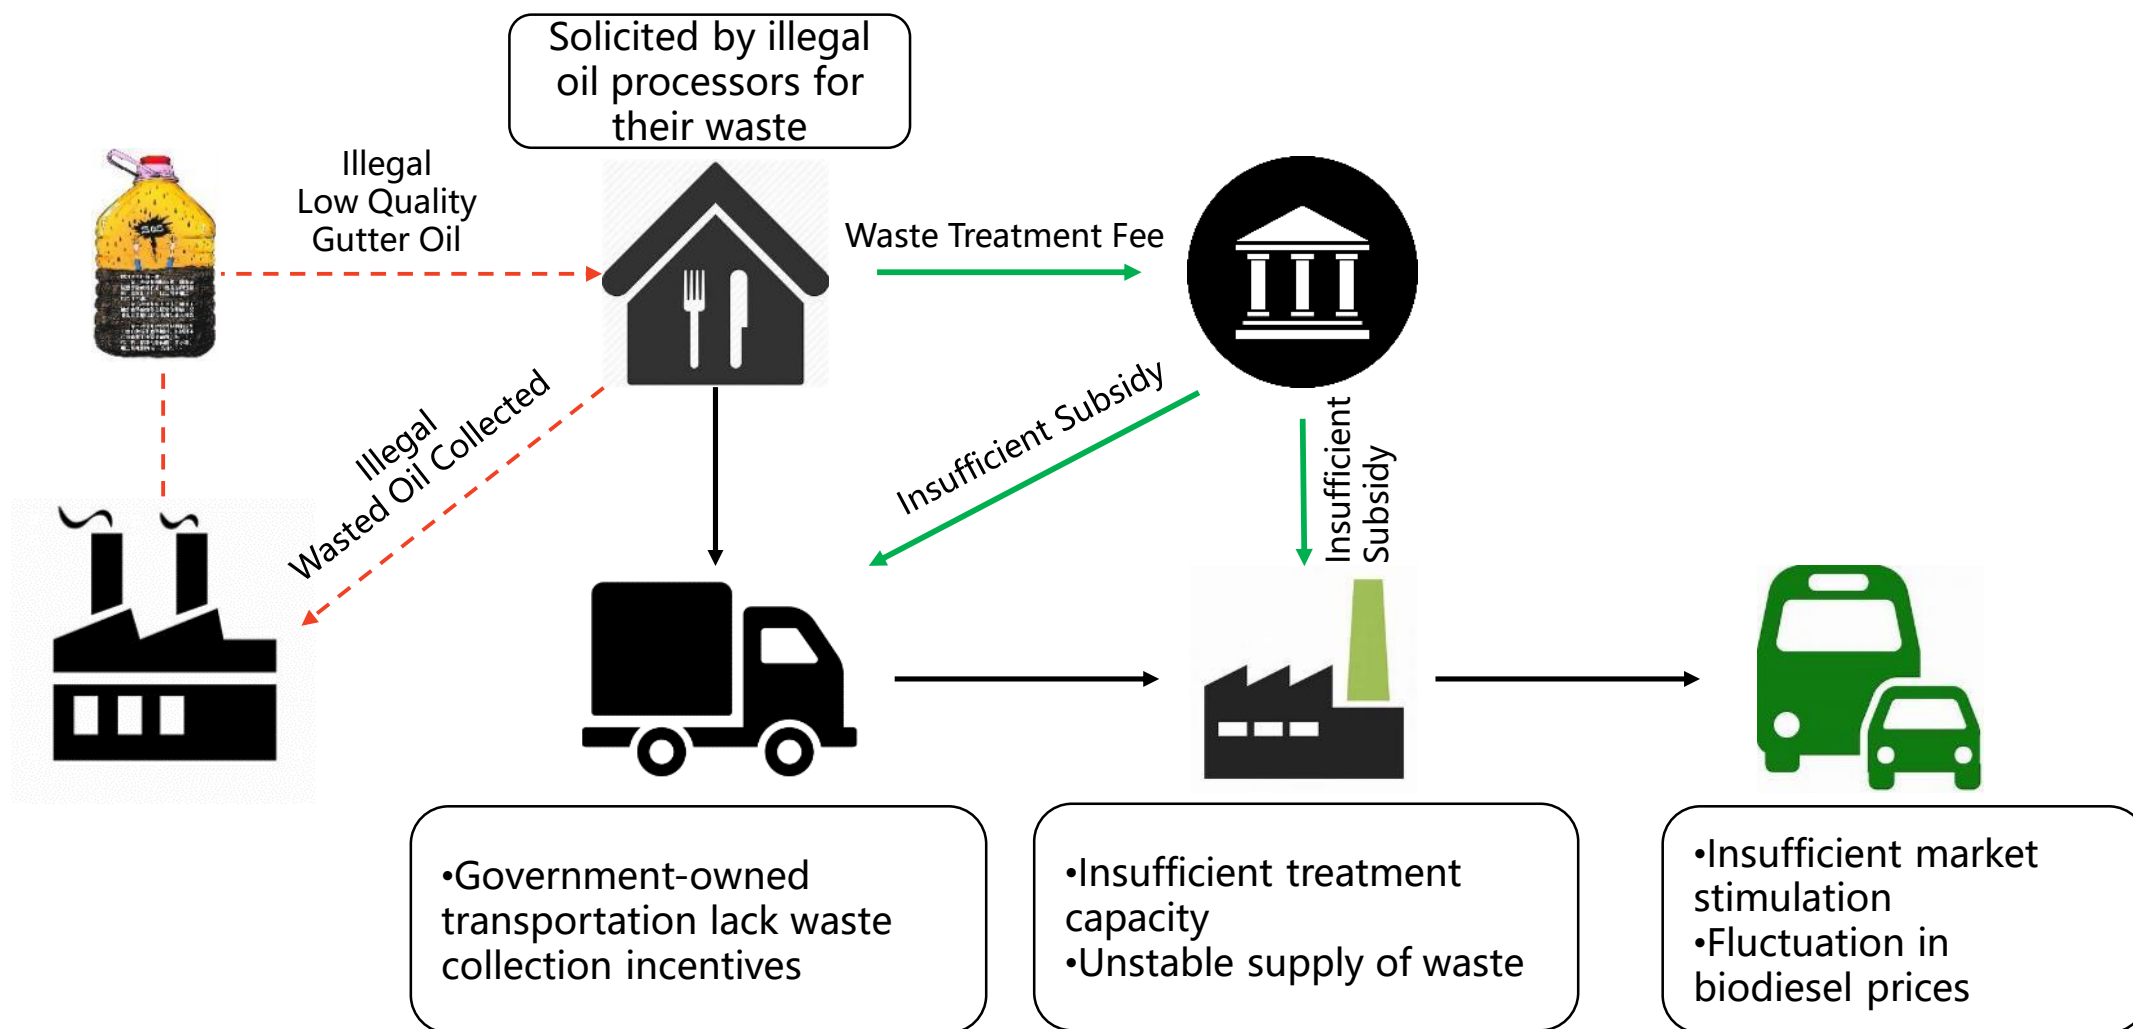 Solicited by illegal
oil processors for
their waste
Illegal
Low Quality
Gutter Oil
Waste Treatment Fee
Illegal
Wasted Oil Collected
Insufficient Subsidy
Insufficient
Subsidy
•Government-owned
transportation lack waste
collection incentives
•Insufficient treatment
capacity
•Unstable supply of waste
•Insufficient market
stimulation
•Fluctuation in
biodiesel prices